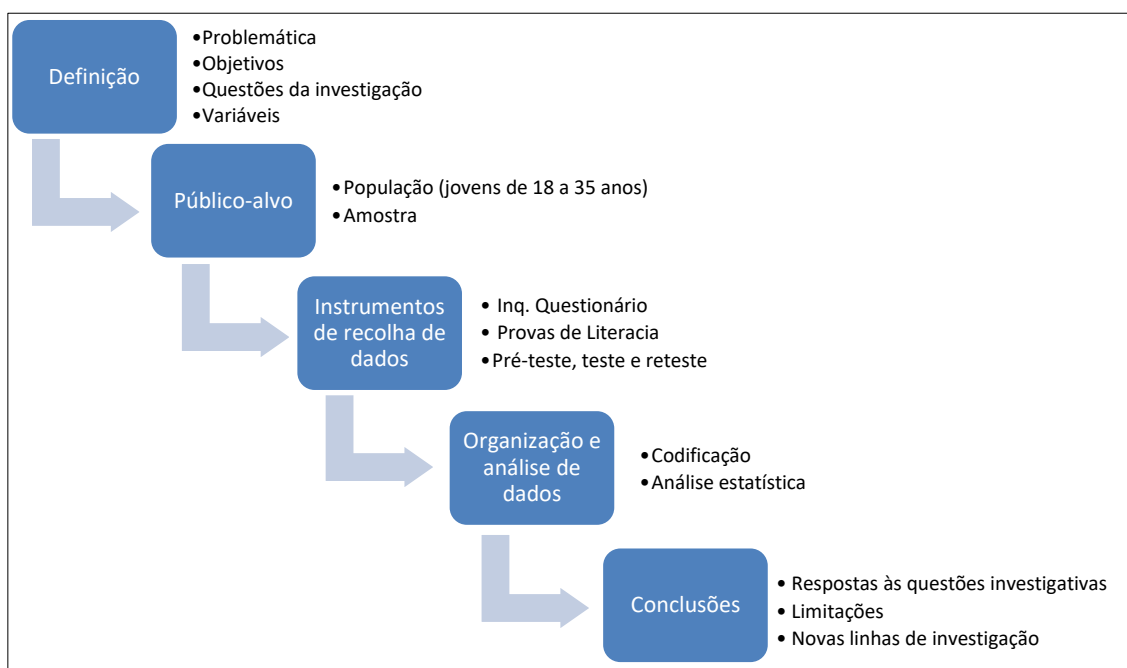 Definição
•Problemática
•Objetivos
•Questões da investigação
•Variáveis
Público-alvo
•População (jovens de 18 a 35 anos)
•Amostra
Instrumentos
de recolha de
dados
• Inq. Questionário
• Provas de Literacia
•Pré-teste, teste e reteste
Organização e
análise de
dados
•Codificação
•Análise estatística
Conclusões
• Respostas às questões investigativas
• Limitações
• Novas linhas de investigação